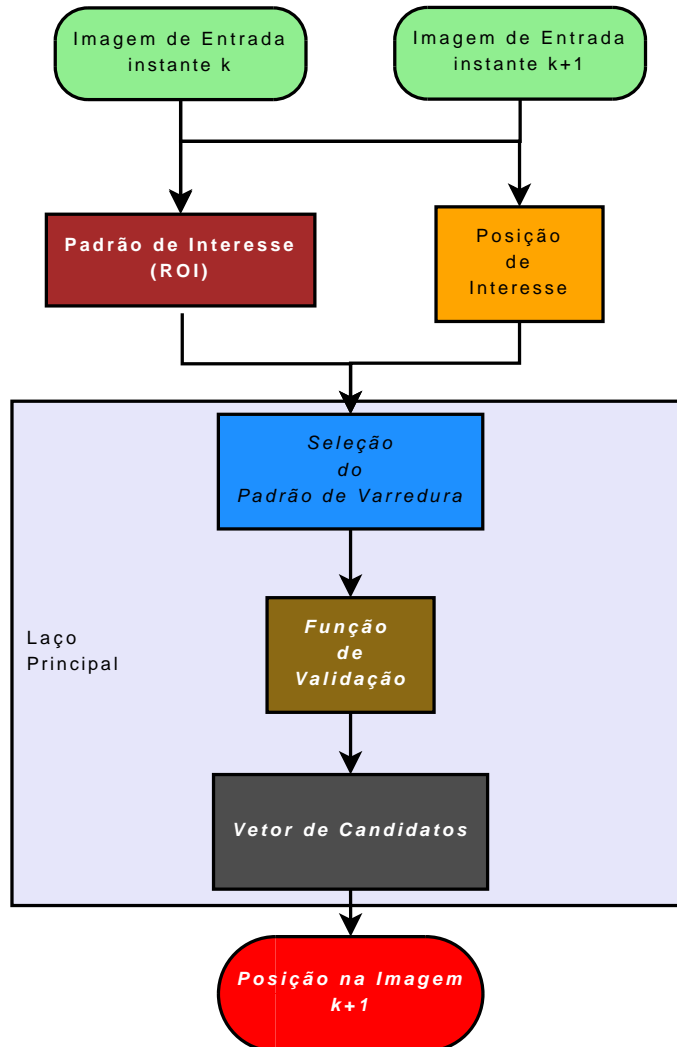 Imagem de Entrada
instante k
Imagem de Entrada
instante k+1
Padrão de Interesse
(ROI)
Posição
de
Interesse
Seleção
do
Padrão de Varredura
Função
de
Validação
Laço
Principal
Vetor de Candidatos
Posição na Imagem
k+1